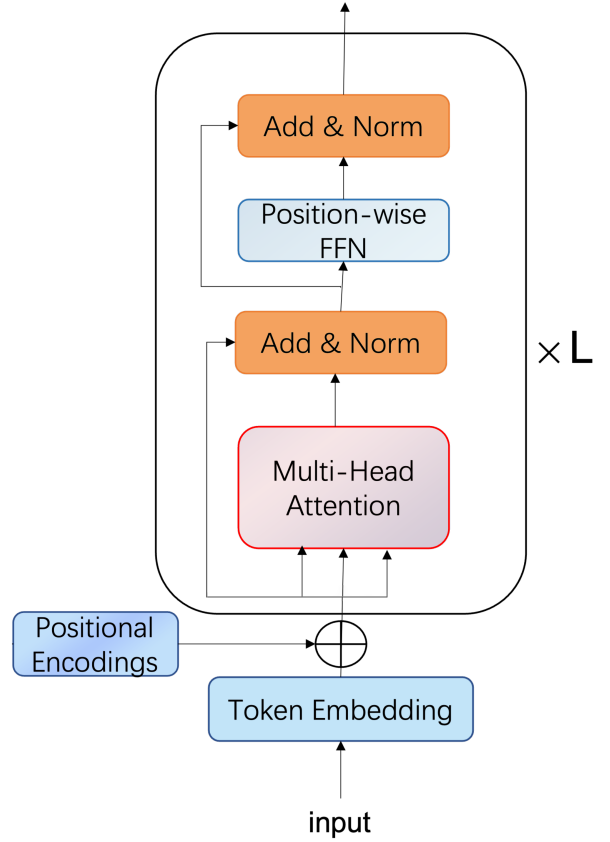 Add & Norm
Position-wise
FFN
Add & Norm
× L
Multi-Head
Attention
Positional
Encodings
Token Embedding
input